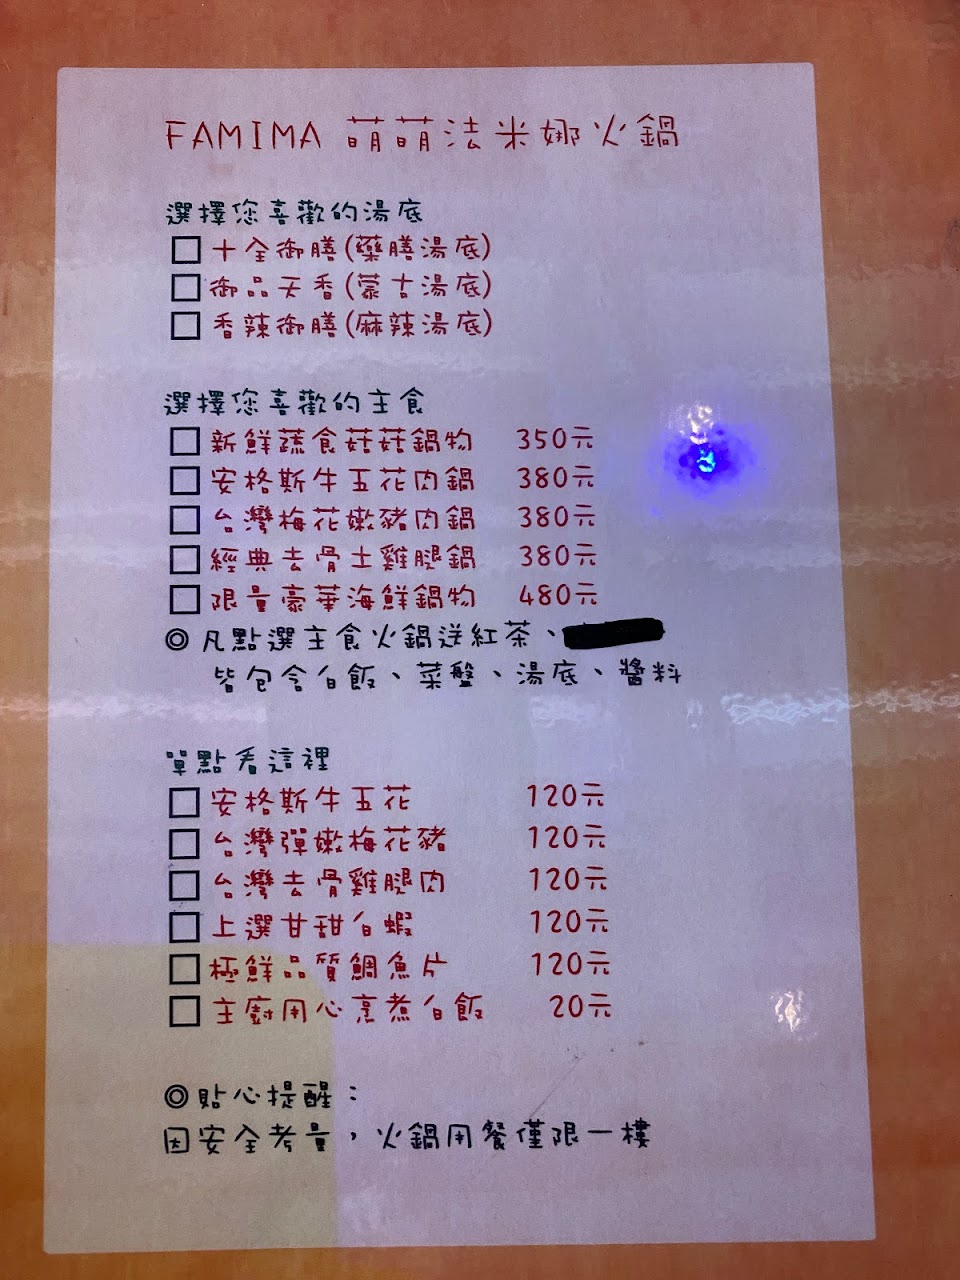 FAMIMA 萌萌法米娜火鍋
選擇您喜歡的湯底
□十全御膳(藥膳湯底)
□御品天香(蒙古湯底)
□香辣御膳(麻辣湯底)
選擇您喜歡的主食
□新鮮蔬食菇菇鍋物 350元
□安格斯牛五花肉鍋 380元
□台灣梅花嫩豬肉鍋 380元
□經典去骨土雞腿鍋 380元
□限量豪華海鮮鍋物 480元
◎凡點選主食火鍋送紅茶、
皆包含白飯、菜盤、湯底、醬料
單點看這裡
□安格斯牛五花 120元
□台灣彈嫩梅花豬 120元
□台灣去骨雞腿肉 120元
□上選甘甜白蝦 120元
□極鮮品質鯛魚片 120元
□主廚用心烹煮白飯 20元
◎貼心提醒：
因安全考量，火鍋用餐僅限一樓